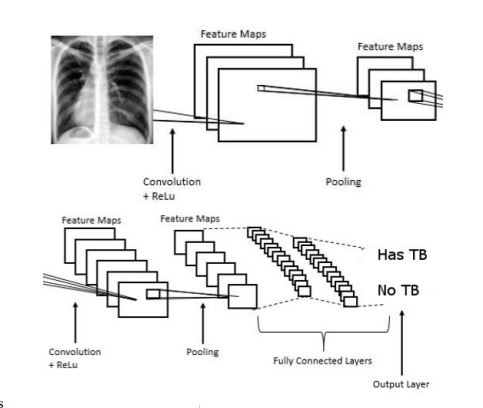 Feature Maps
Feature Maps
Convolution
+ ReLu
Pooling
Feature Maps
Feature Maps
Has TB
No TB
Convolution
+ ReLu
Pooling
Fully Connected Layers
Output Layer
s